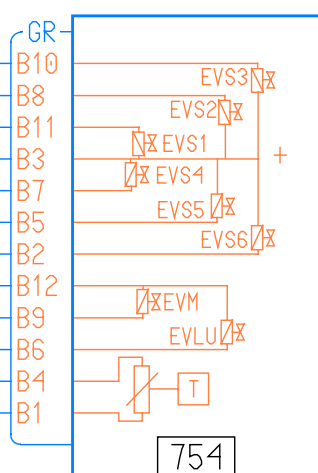 GR
B10
EVS3
B8
EVS2
B11
EVS1
B3
+
B7
EVS4
B5
EVS5
B2
EVS6
B12
B9
EVM
B6
EVLU
B4
T
B1
754